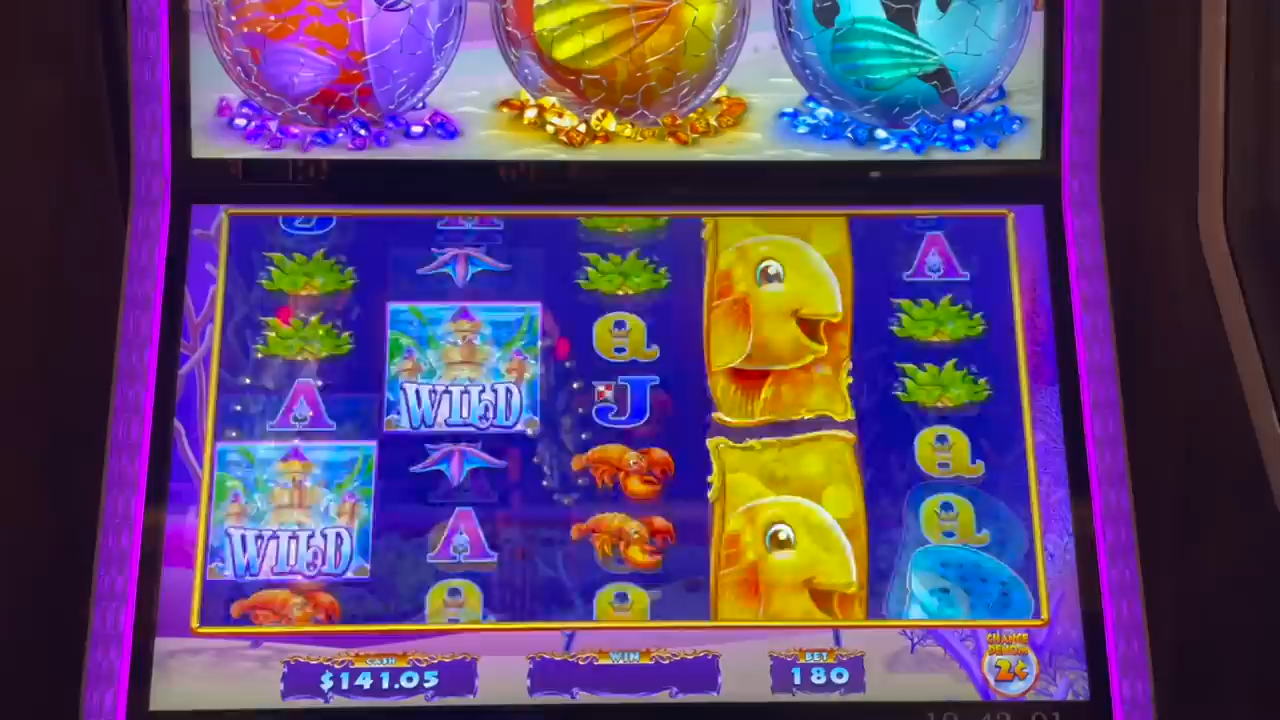 A
A
WILD
Q
J
A
Q
WILD
A
Q
Q
Q
CASH
$141.05
WIN
BET
180
CHANGE
DENOM
2¢